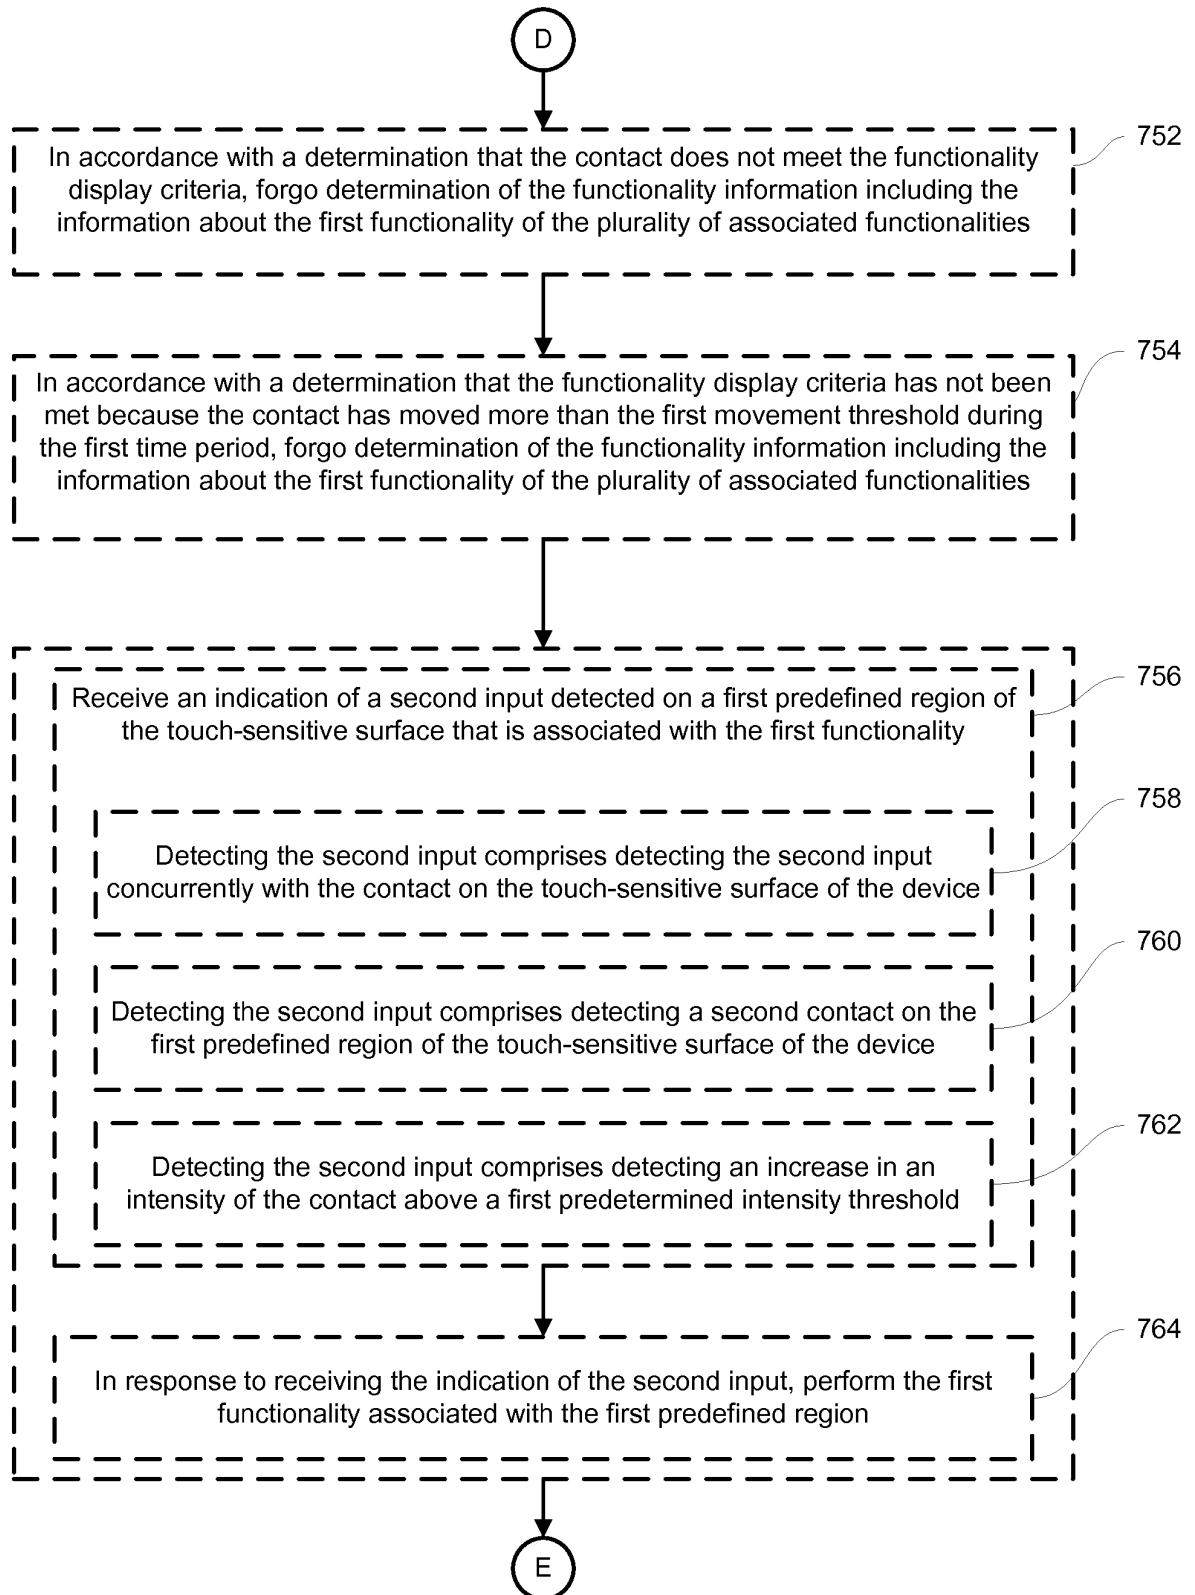 D
752
In accordance with a determination that the contact does not meet the functionality
display criteria, forgo determination of the functionality information including the
information about the first functionality of the plurality of associated functionalities
754
In accordance with a determination that the functionality display criteria has not been
met because the contact has moved more than the first movement threshold during
the first time period, forgo determination of the functionality information including the
information about the first functionality of the plurality of associated functionalities
756
Receive an indication of a second input detected on a first predefined region of
the touch-sensitive surface that is associated with the first functionality
758
Detecting the second input comprises detecting the second input
concurrently with the contact on the touch-sensitive surface of the device
760
Detecting the second input comprises detecting a second contact on the
first predefined region of the touch-sensitive surface of the device
762
Detecting the second input comprises detecting an increase in an
intensity of the contact above a first predetermined intensity threshold
764
In response to receiving the indication of the second input, perform the first
functionality associated with the first predefined region
E